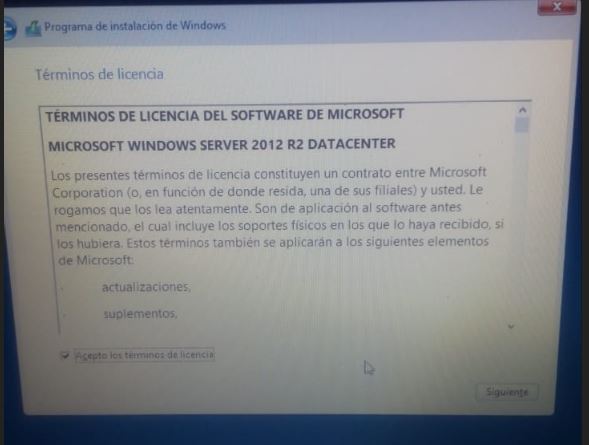 Programa de instalación de Windows
Términos de licencia
TÉRMINOS DE LICENCIA DEL SOFTWARE DE MICROSOFT
MICROSOFT WINDOWS SERVER 2012 R2 DATACENTER
Los presentes términos de licencia constituyen un contrato entre Microsoft
Corporation (o, en función de donde resida, una de sus filiales) y usted. Le
rogamos que los lea atentamente. Son de aplicación al software antes
mencionado, el cual incluye los soportes físicos en los que lo haya recibido, si
los hubiera. Estos términos también se aplicarán a los siguientes elementos
de Microsoft:
actualizaciones,
suplementos,
Acepto los términos de licencia
Siguiente